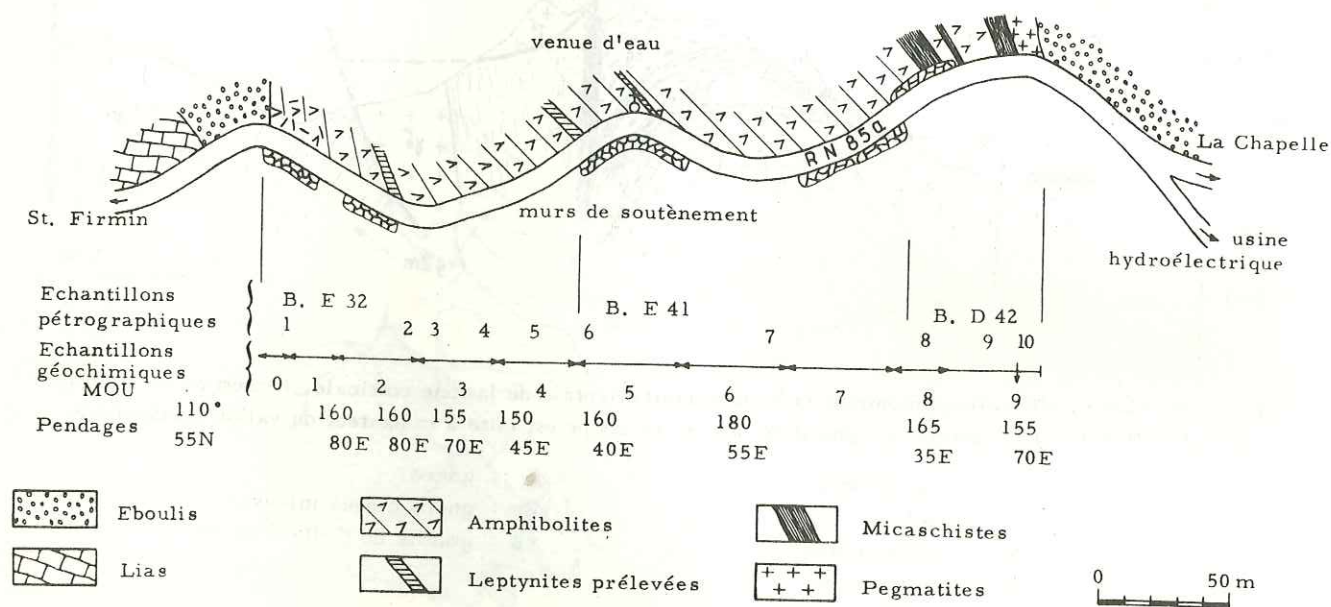 venue d'eau
RN 85a
La Chapelle
St. Firmin
murs de soutènement
usine
hydroélectrique
Echantillons
pétrographiques
B. E 32
B. E 41
B. D 42
1 2 3 4 5 6 7 8 9 10
Echantillons
géochimiques
MOU
0 1 2 3 4 5 6 7 8 9
Pendages
110° 160 160 155 150 160 180 165 155
55N 80E 80E 70E 45E 40E 55E 35E 70E
Eboulis
Amphibolites
Micaschistes
Lias
Leptynites prélevées
Pegmatites
0 50 m